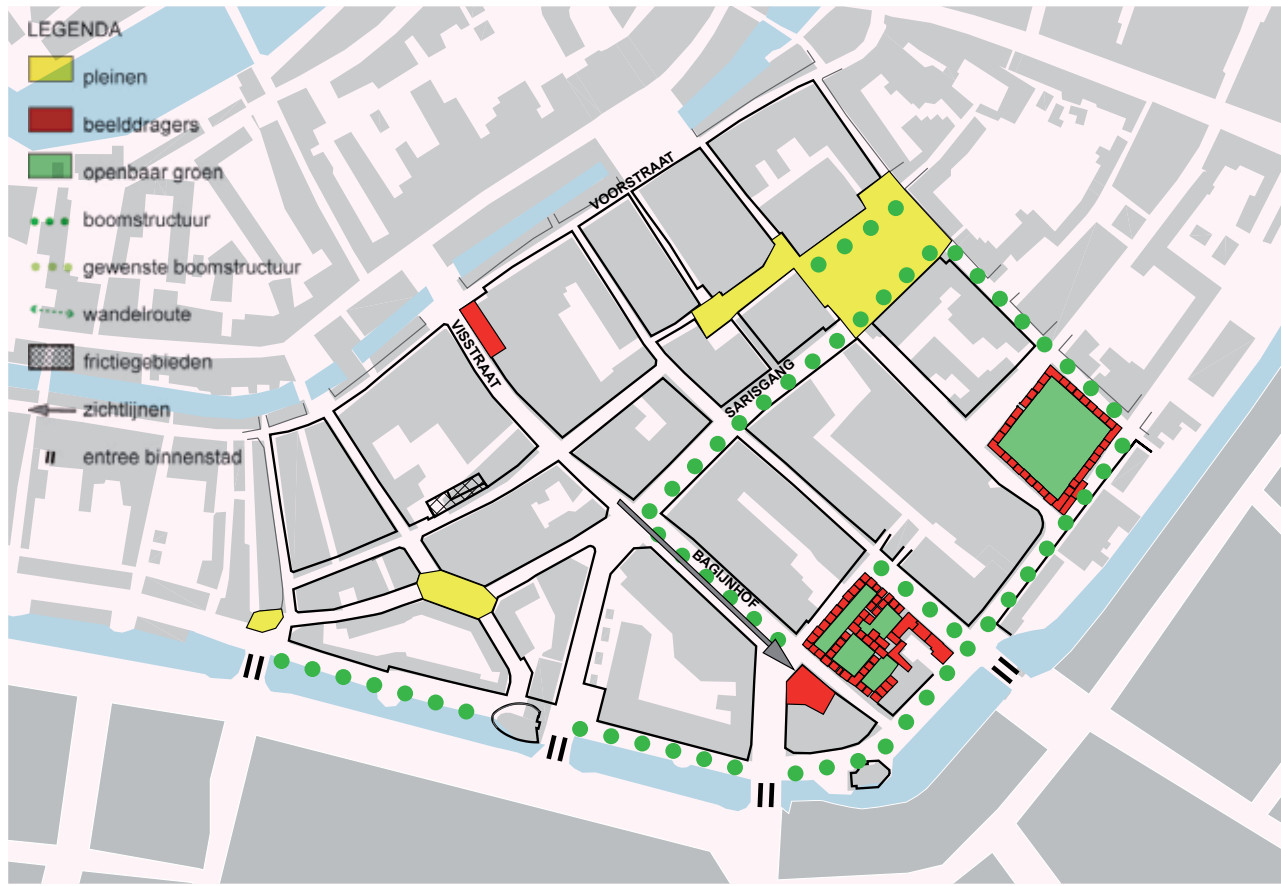 LEGENDA
pleinen
beelddragers
openbaar groen
boomstructuur
gewenste boomstructuur
wandelroute
frictiegebieden
zichtlijnen
entree binnenstad
VOORSTRAAT
VISSTRAAT
SARISGANG
BAGIJNHOF